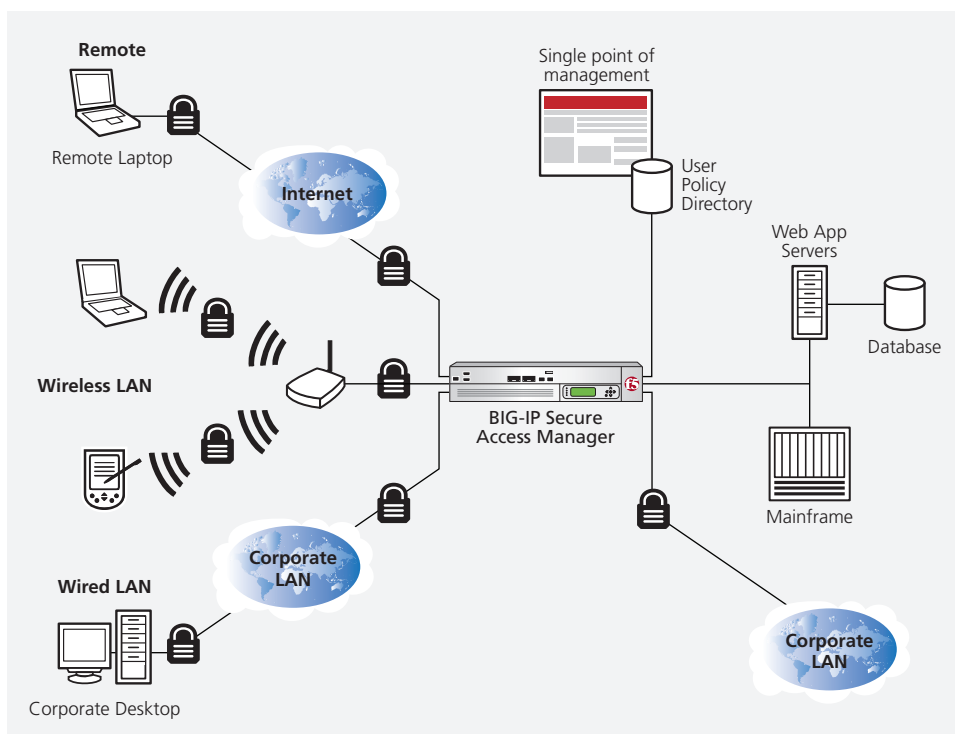 Remote
Remote Laptop
Internet
Single point of
management
User
Policy
Directory
Web App
Servers
Database
Wireless LAN
f5
BIG-IP Secure
Access Manager
Mainframe
Corporate
LAN
Wired LAN
Corporate Desktop
Corporate
LAN